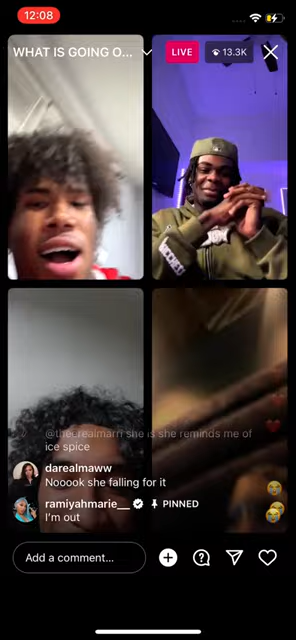 12:08
WHAT IS GOING O...
LIVE
13.3K
@theerealmarri she is she reminds me of
ice spice
darealmaww
Nooook she falling for it
ramiyahmarie__ PINNED
I'm out
Add a comment...